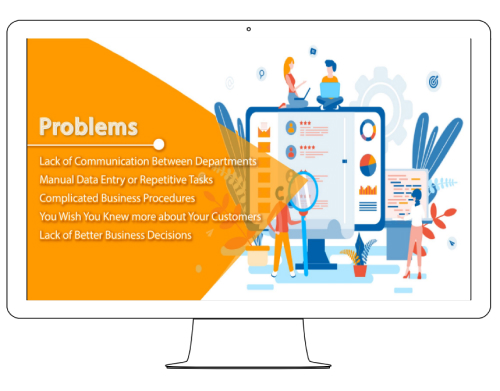 Problems
Lack of Communication Between Departments
Manual Data Entry or Repetitive Tasks
Complicated Business Procedures
You Wish You Knew more about Your Customers
Lack of Better Business Decisions